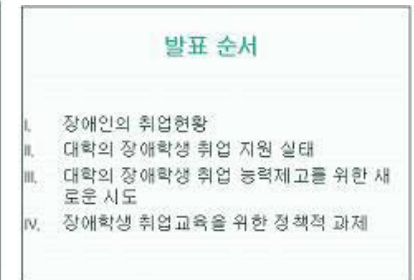 발표 순서
I. 장애인의 취업현황
II. 대학의 장애학생 취업 지원 실태
III. 대학의 장애학생 취업 능력제고를 위한 새
로운 시도
IV. 장애학생 취업교육을 위한 정책적 과제